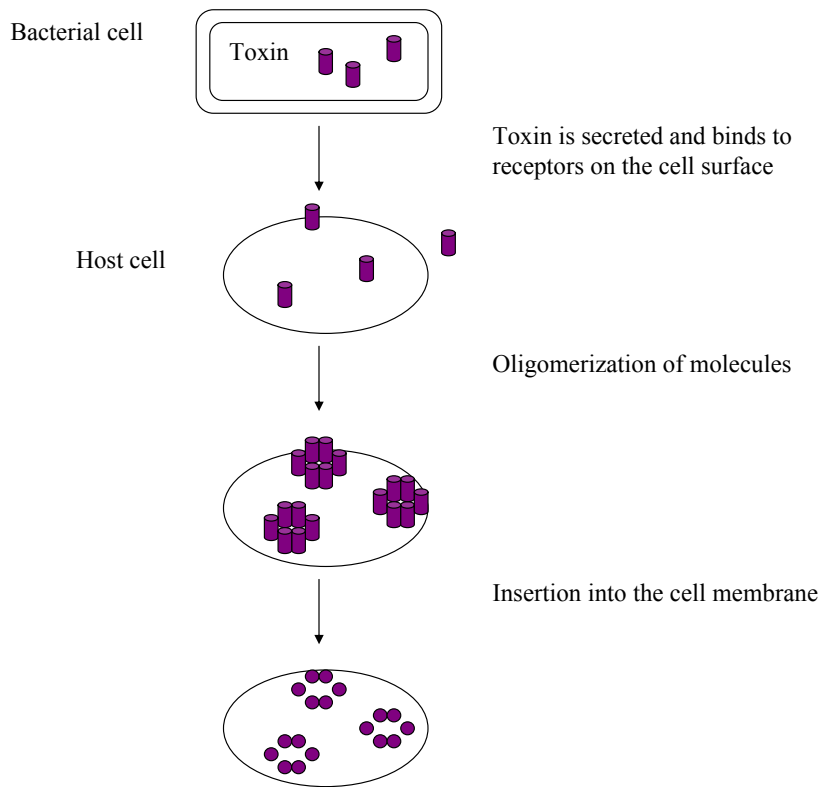 Bacterial cell
Toxin
Toxin is secreted and binds to
receptors on the cell surface
Host cell
Oligomerization of molecules
Insertion into the cell membrane